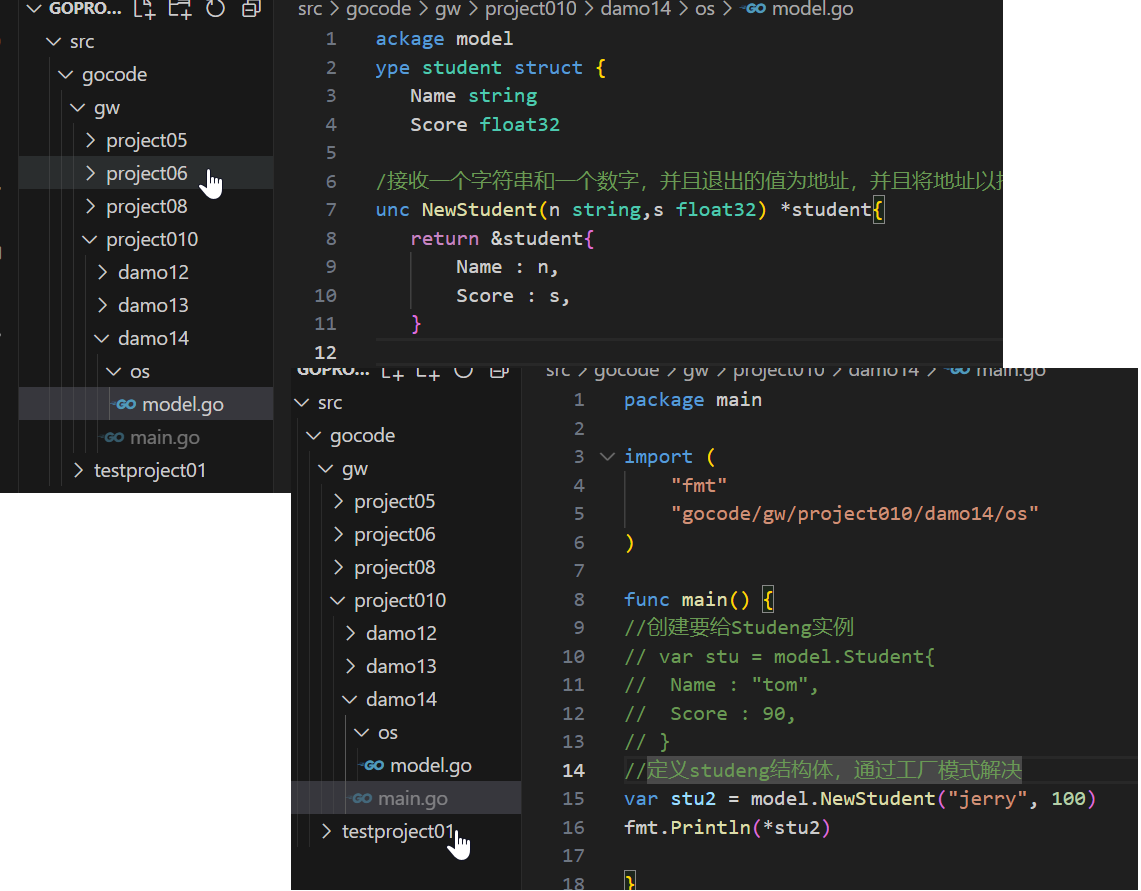 GOPRO...
src
gocode
gw
project05
project06
project08
project010
damo12
damo13
damo14
os
model.go
main.go
testproject01
src > gocode > gw > project010 > damo14 > os > model.go
1 ackage model
2 ype student struct {
3 Name string
4 Score float32
5
6 /接收一个字符串和一个数字，并且退出的值为地址，并且将地址以
7 unc NewStudent(n string,s float32) *student{
8 return &student{
9 Name : n,
10 Score : s,
11 }
12
GOPRO...
src
gocode
gw
project05
project06
project08
project010
damo12
damo13
damo14
os
model.go
main.go
testproject01
src > gocode > gw > project010 > damo14 > main.go
1 package main
2
3 import (
4 "fmt"
5 "gocode/gw/project010/damo14/os"
6 )
7
8 func main() {
9 //创建要给Studeng实例
10 // var stu = model.Student{
11 // Name : "tom",
12 // Score : 90,
13 // }
14 //定义studeng结构体，通过工厂模式解决
15 var stu2 = model.NewStudent("jerry", 100)
16 fmt.Println(*stu2)
17
18 }